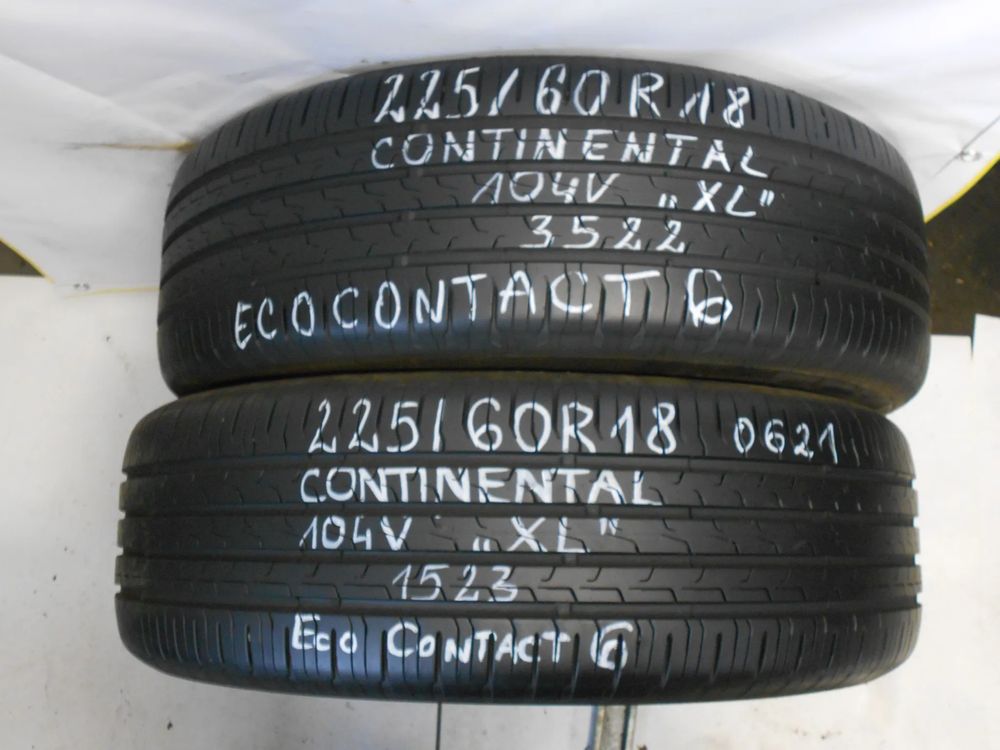 225/60R18
CONTINENTAL
104V „XL"
3522
ECOCONTACT 6
225/60R18 0621
CONTINENTAL
104V „XL"
1523
Eco CONTACT 6